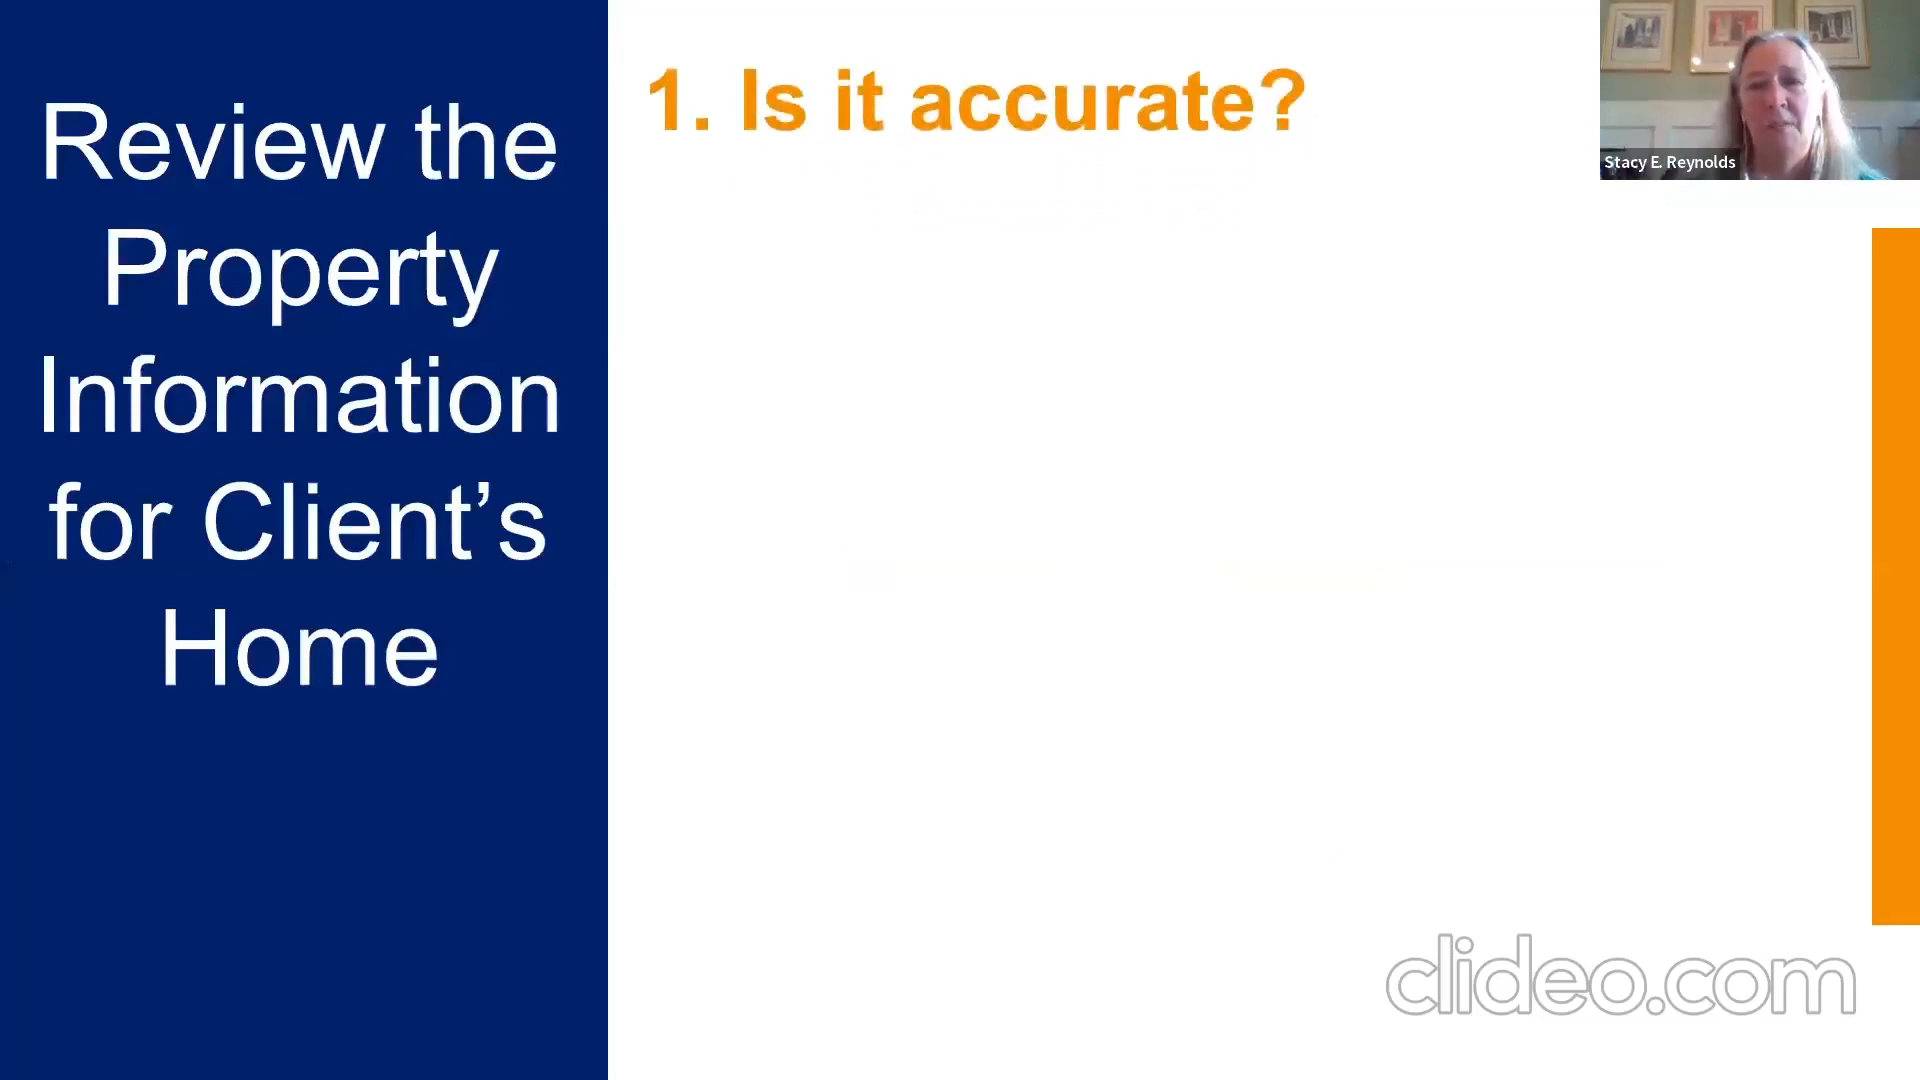 Review the
Property
Information
for Client’s
Home
1. Is it accurate?
Stacy E. Reynolds
clideo.com